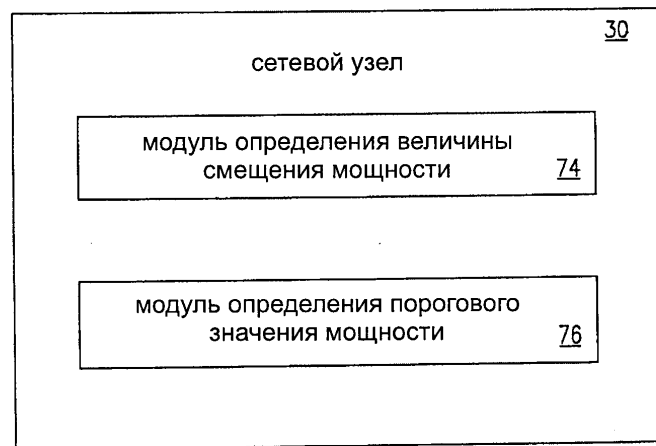 30
сетевой узел
модуль определения величины
смещения мощности 74
модуль определения порогового
значения мощности 76